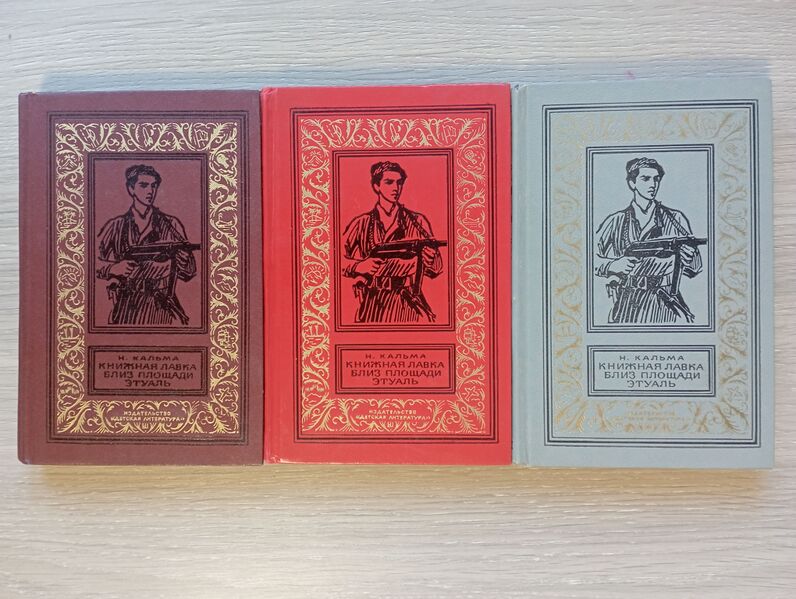 Н. КАЛЬМА
КНИЖНАЯ ЛАВКА
БЛИЗ ПЛОЩАДИ
ЭТУАЛЬ
ИЗДАТЕЛЬСТВО
«ДЕТСКАЯ ЛИТЕРАТУРА»
Н. КАЛЬМА
КНИЖНАЯ ЛАВКА
БЛИЗ ПЛОЩАДИ
ЭТУАЛЬ
ИЗДАТЕЛЬСТВО
«ДЕТСКАЯ ЛИТЕРАТУРА»
Н. КАЛЬМА
КНИЖНАЯ ЛАВКА
БЛИЗ ПЛОЩАДИ
ЭТУАЛЬ